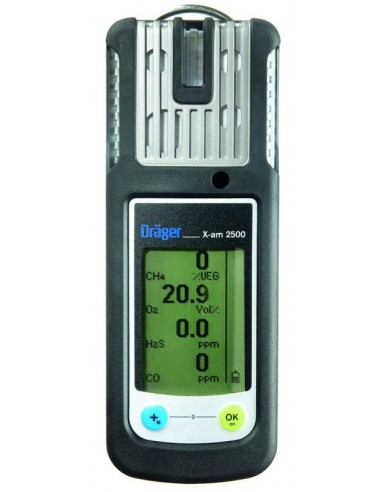 Dräger X-am 2500
0
CH4 %UEG
20.9
O2 Vol%
0.0
H2S ppm
0
CO ppm
+
OK